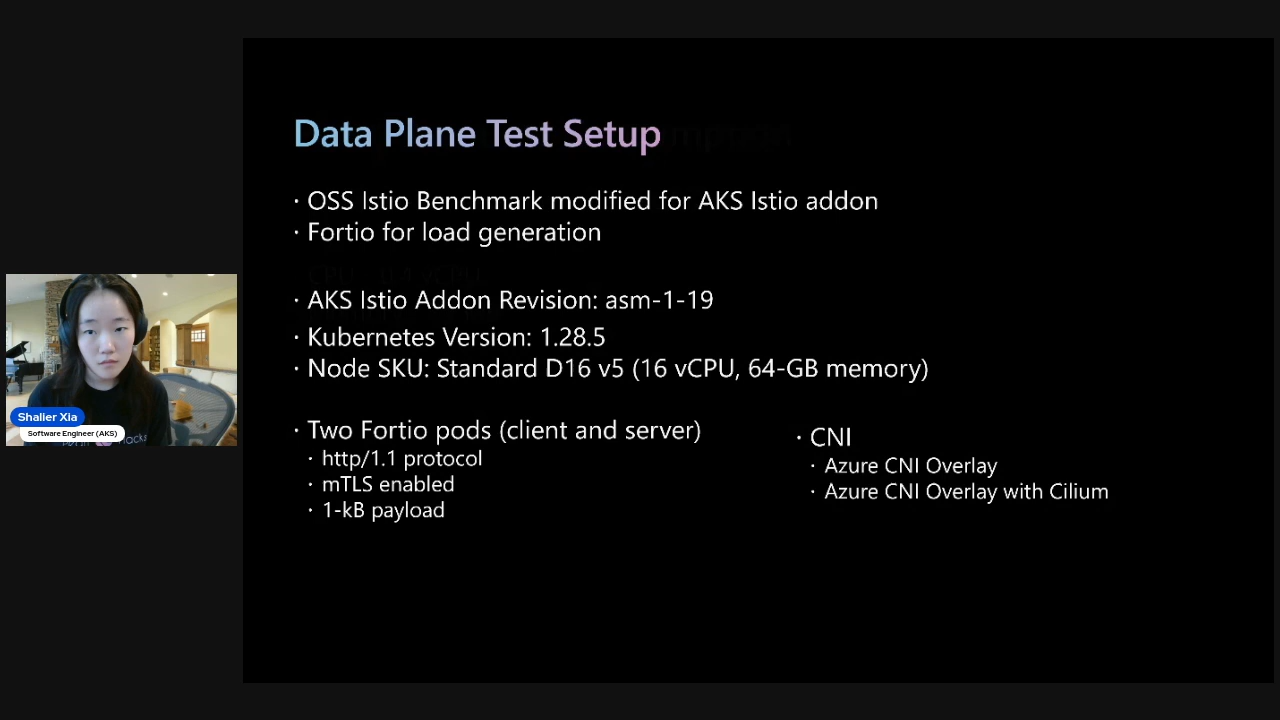 Data Plane Test Setup
· OSS Istio Benchmark modified for AKS Istio addon
· Fortio for load generation
· AKS Istio Addon Revision: asm-1-19
· Kubernetes Version: 1.28.5
· Node SKU: Standard D16 v5 (16 vCPU, 64-GB memory)
· Two Fortio pods (client and server)
· http/1.1 protocol
· mTLS enabled
· 1-kB payload
· CNI
· Azure CNI Overlay
· Azure CNI Overlay with Cilium
Shalier Xia
Software Engineer (AKS)